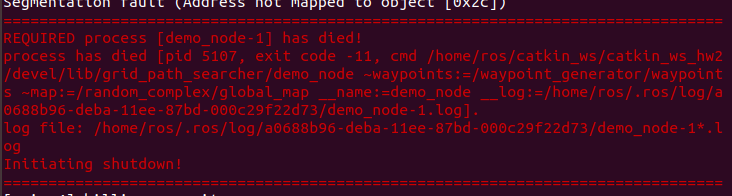 Segmentation fault (Address not mapped to object [0x2c])
================================================================================
REQUIRED process [demo_node-1] has died!
process has died [pid 5107, exit code -11, cmd /home/ros/catkin_ws/catkin_ws_hw2
/devel/lib/grid_path_searcher/demo_node ~waypoints:=/waypoint_generator/waypoint
s ~map:=/random_complex/global_map __name:=demo_node __log:=/home/ros/.ros/log/a
0688b96-deba-11ee-87bd-000c29f22d73/demo_node-1.log].
log file: /home/ros/.ros/log/a0688b96-deba-11ee-87bd-000c29f22d73/demo_node-1*.l
og
Initiating shutdown!
================================================================================